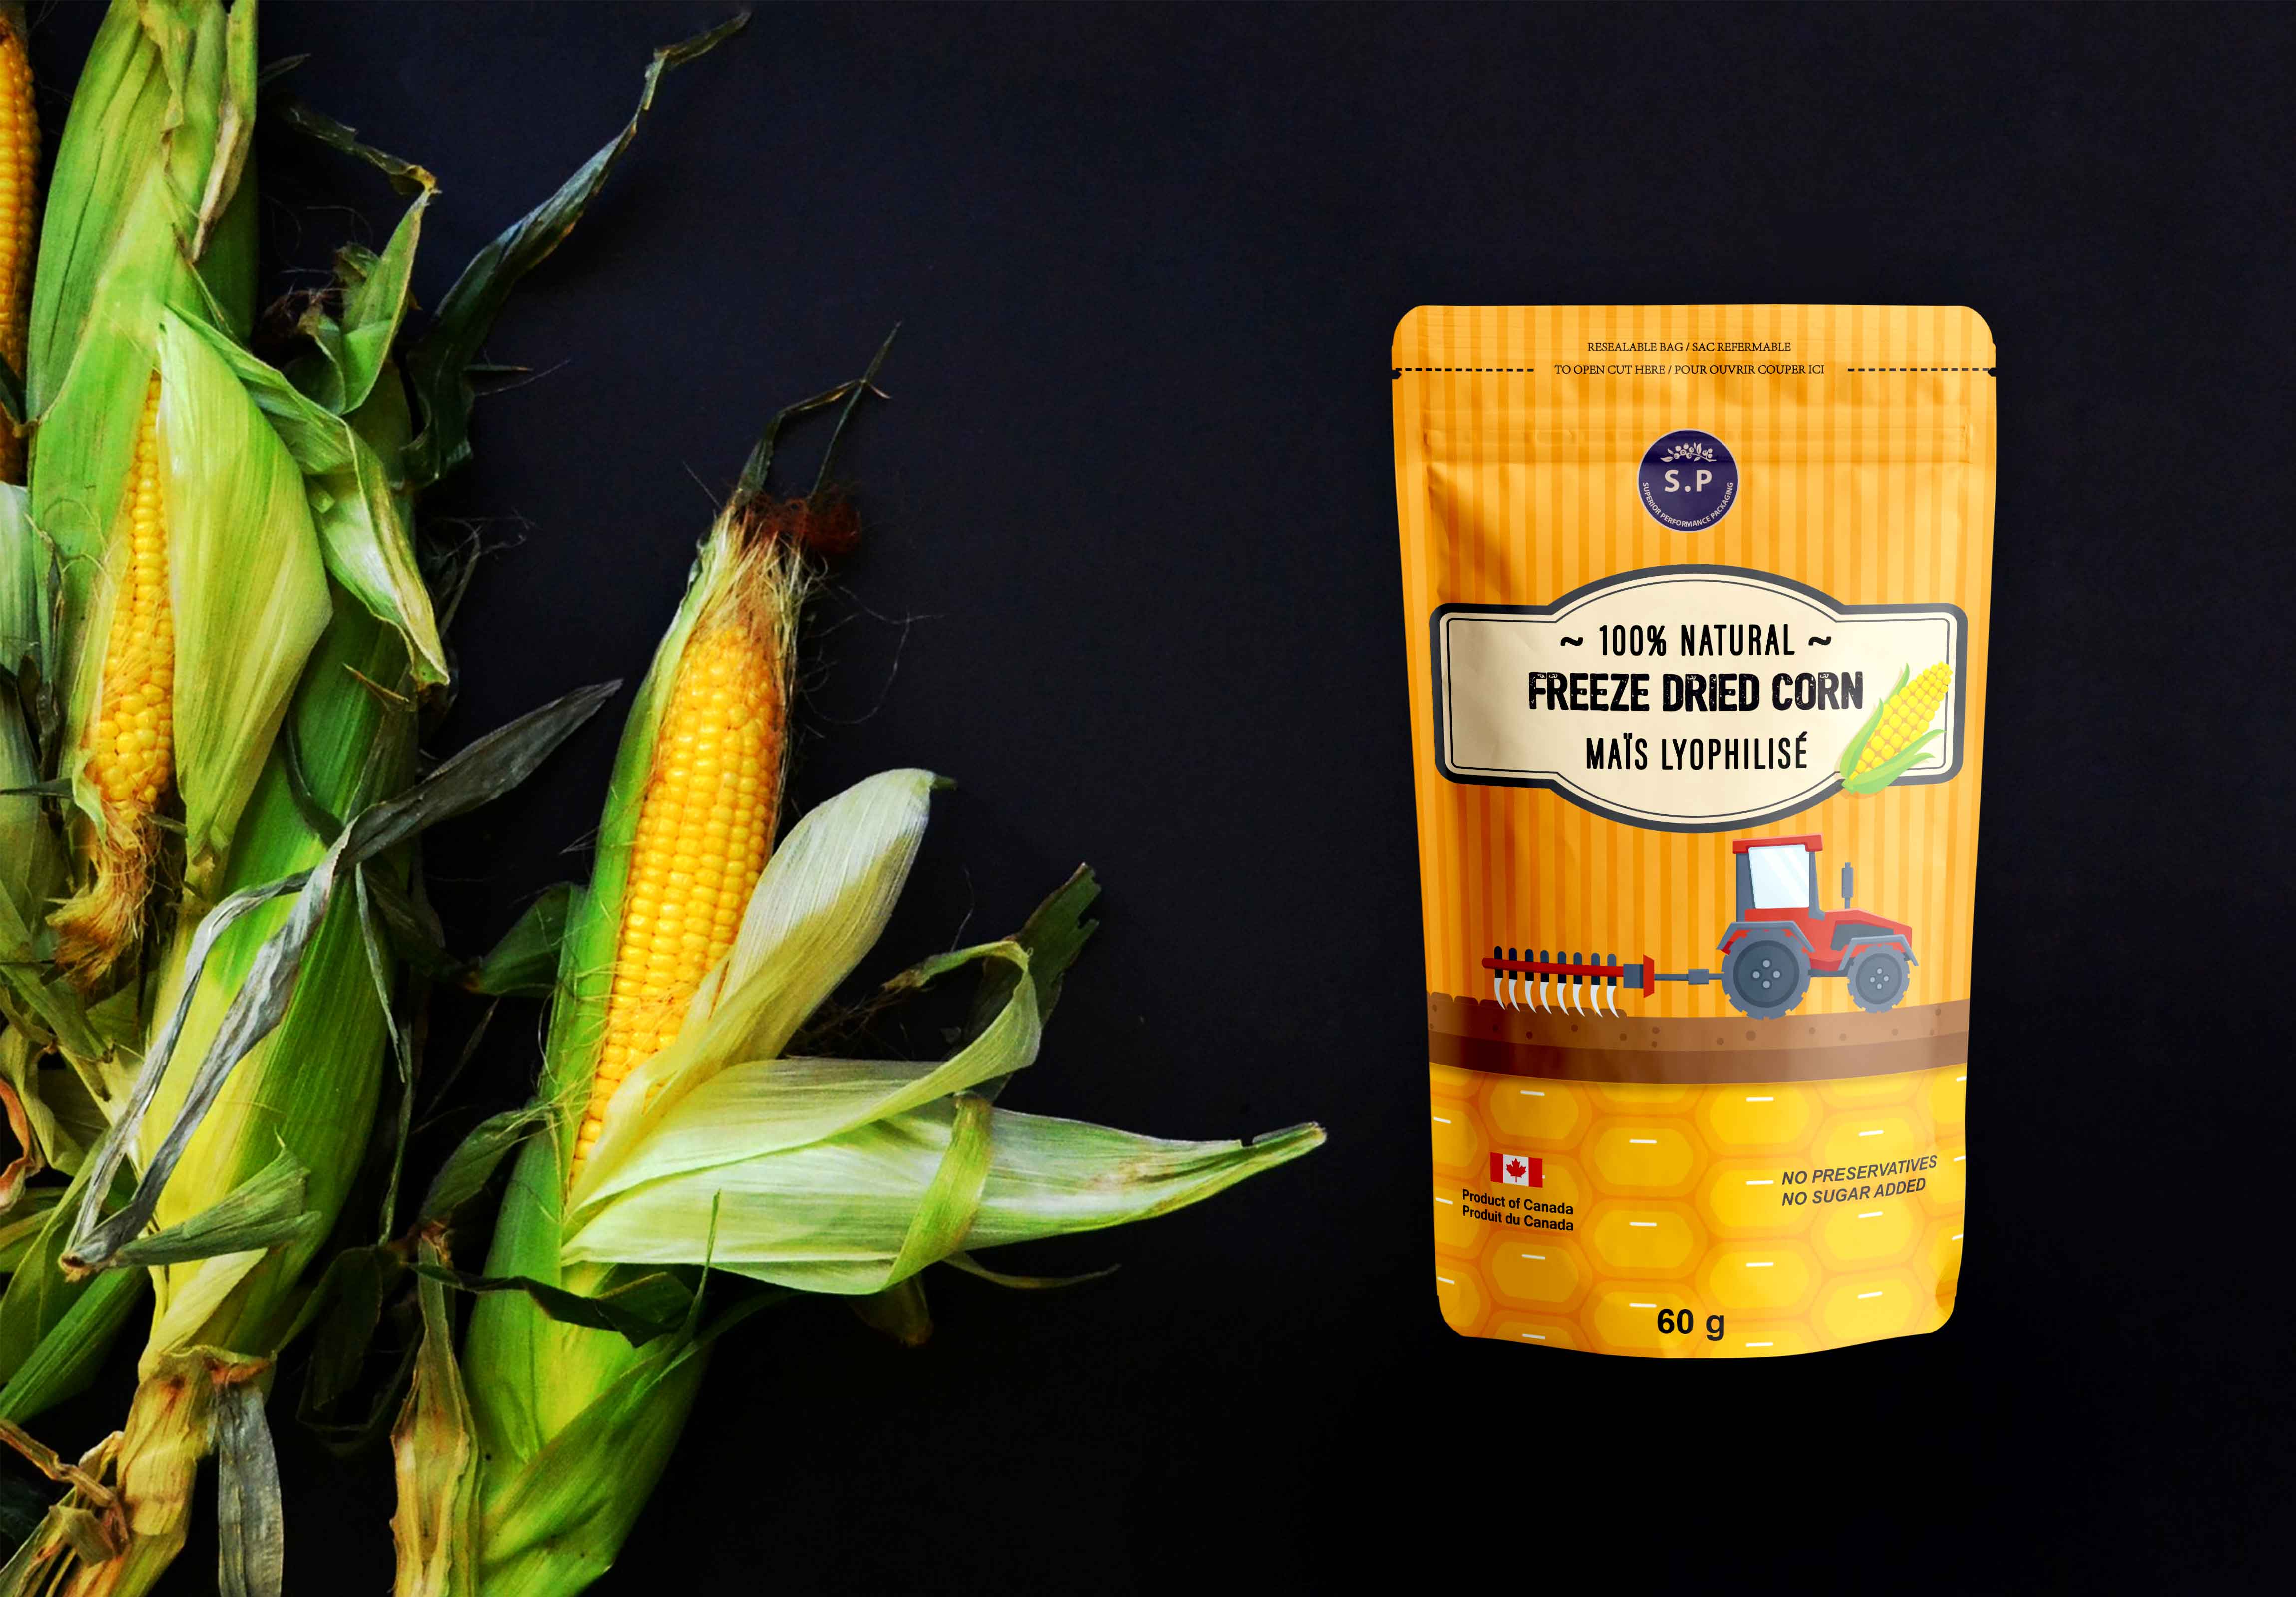 RESEALABLE BAG / SAC REFERMABLE
TO OPEN CUT HERE / POUR OUVRIR COUPER ICI
S.P
SUPERIOR PERFORMANCE PACKAGING
~ 100% NATURAL ~
FREEZE DRIED CORN
MAÏS LYOPHILISÉ
Product of Canada
Produit du Canada
NO PRESERVATIVES
NO SUGAR ADDED
60 g